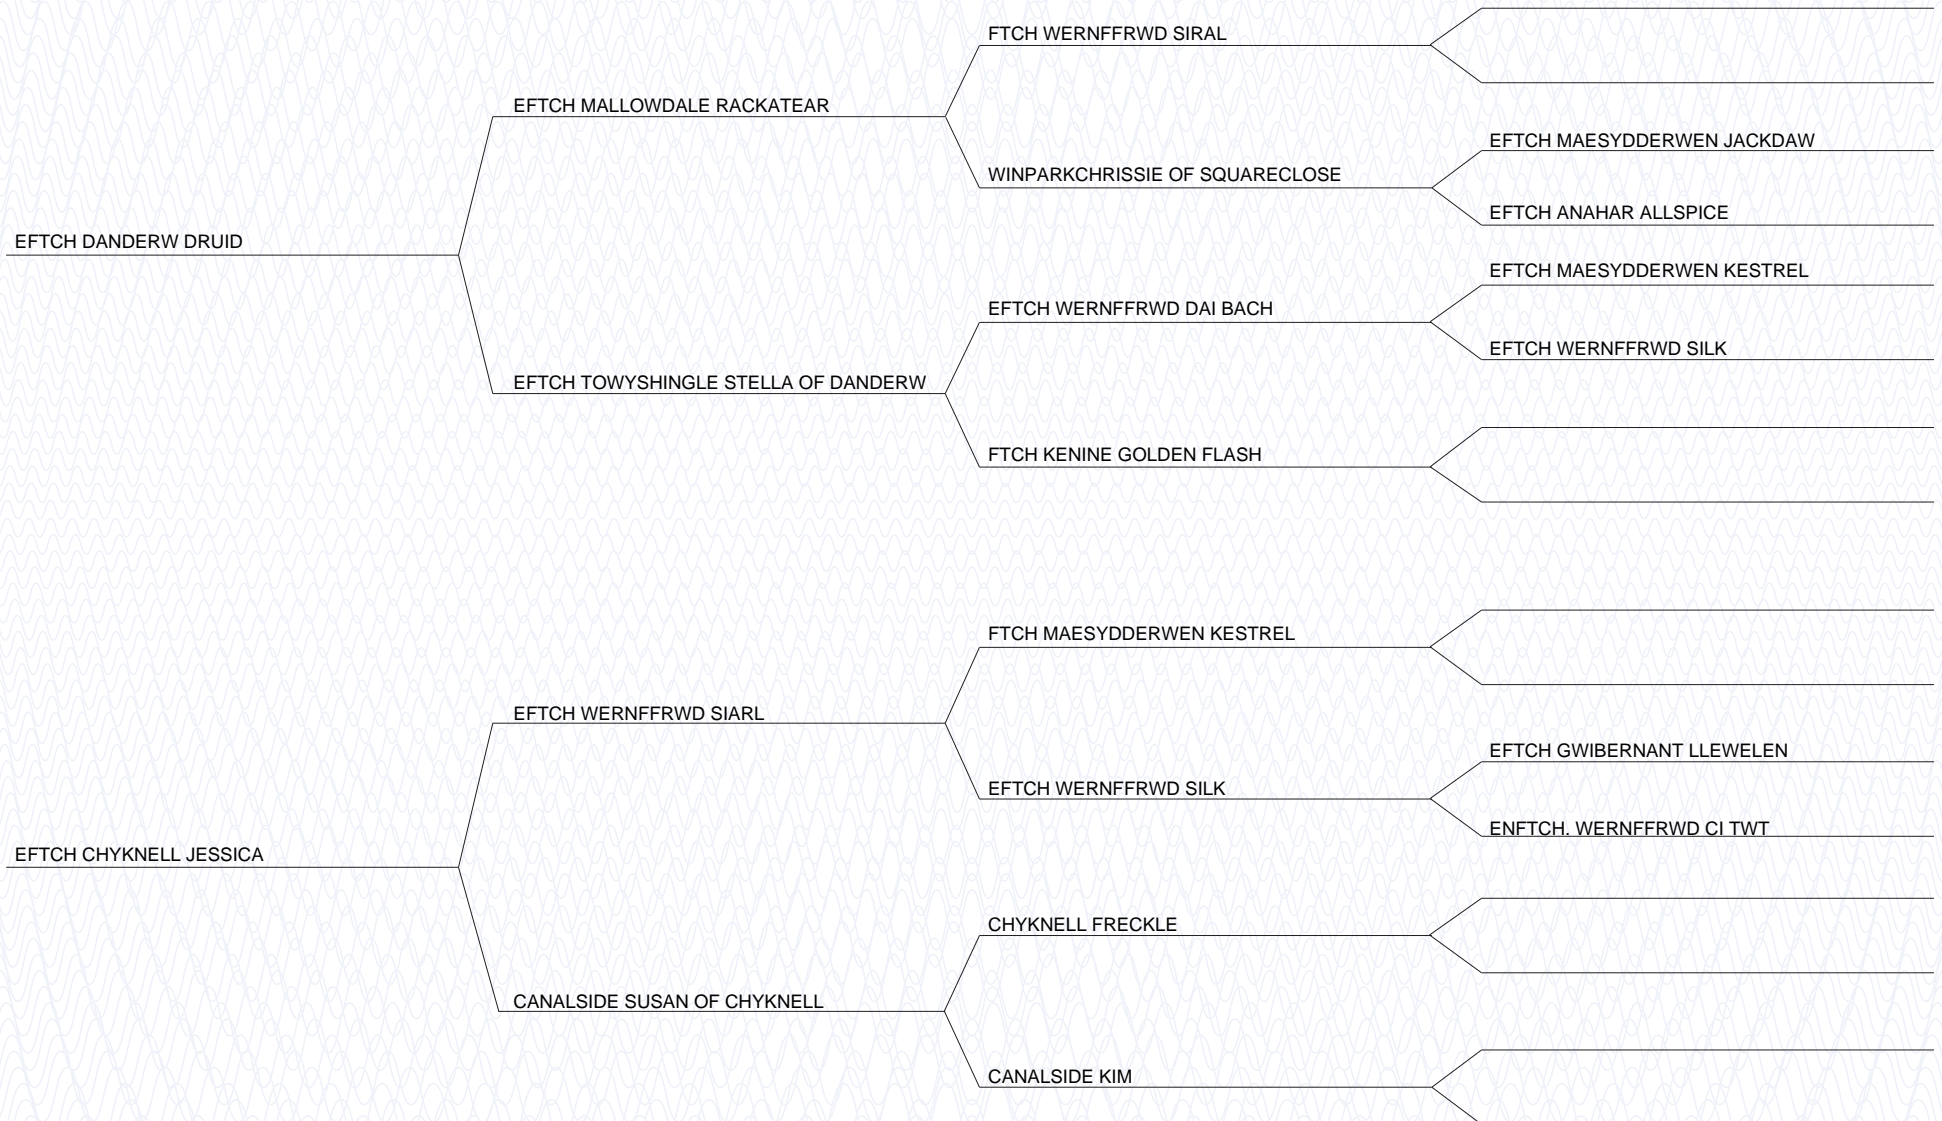 FTCH WERNFFRWD SIRAL
EFTCH MALLOWDALE RACKATEAR
EFTCH MAESYDDERWEN JACKDAW
WINPARKCHRISSIE OF SQUARECLOSE
EFTCH ANAHAR ALLSPICE
EFTCH DANDERW DRUID
EFTCH MAESYDDERWEN KESTREL
EFTCH WERNFFRWD DAI BACH
EFTCH WERNFFRWD SILK
EFTCH TOWYSHINGLE STELLA OF DANDERW
FTCH KENINE GOLDEN FLASH
FTCH MAESYDDERWEN KESTREL
EFTCH WERNFFRWD SIARL
EFTCH GWIBERNANT LLEWELEN
EFTCH WERNFFRWD SILK
ENFTCH. WERNFFRWD CI TWT
EFTCH CHYKNELL JESSICA
CHYKNELL FRECKLE
CANALSIDE SUSAN OF CHYKNELL
CANALSIDE KIM